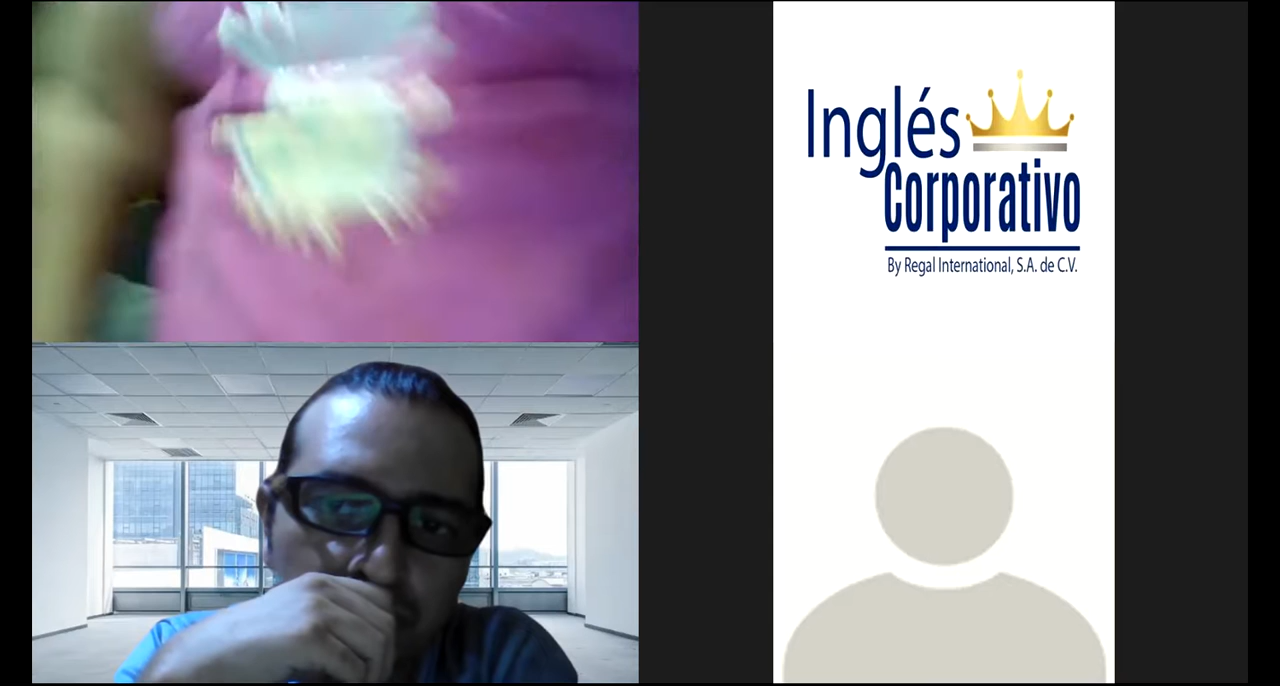 Inglés
Corporativo
By Regal International, S.A. de C.V.